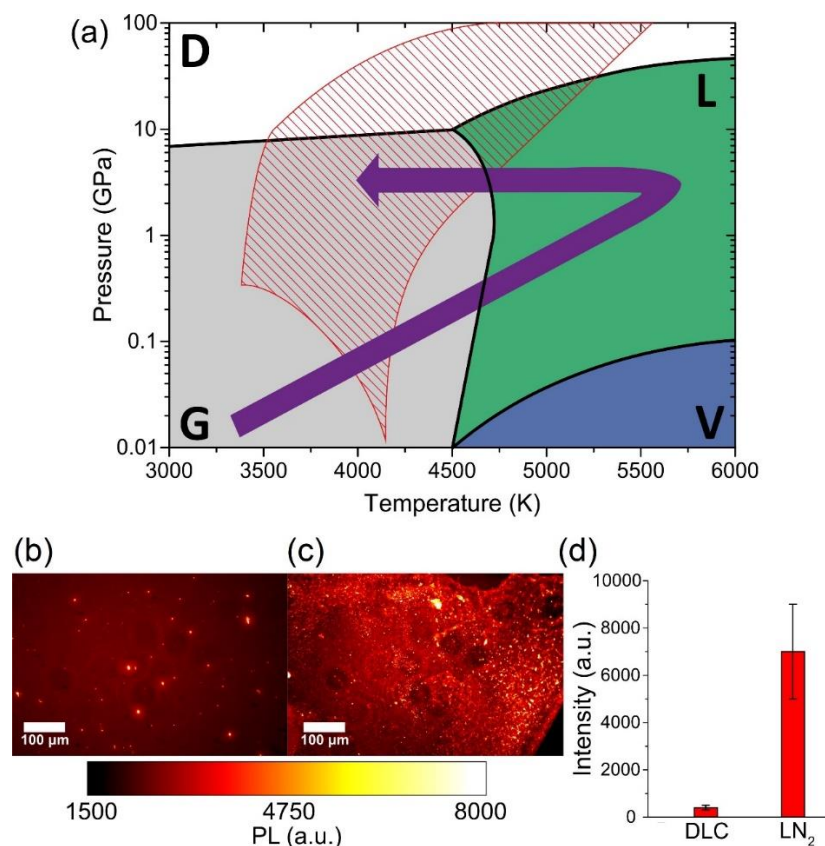 (a)
D
L
G
V
100
10
1
0.1
0.01
Pressure (GPa)
3000 3500 4000 4500 5000 5500 6000
Temperature (K)
(b)
(c)
(d)
100 µm
100 µm
1500 4750 8000
PL (a.u.)
10000
8000
6000
4000
2000
0
Intensity (a.u.)
DLC LN₂